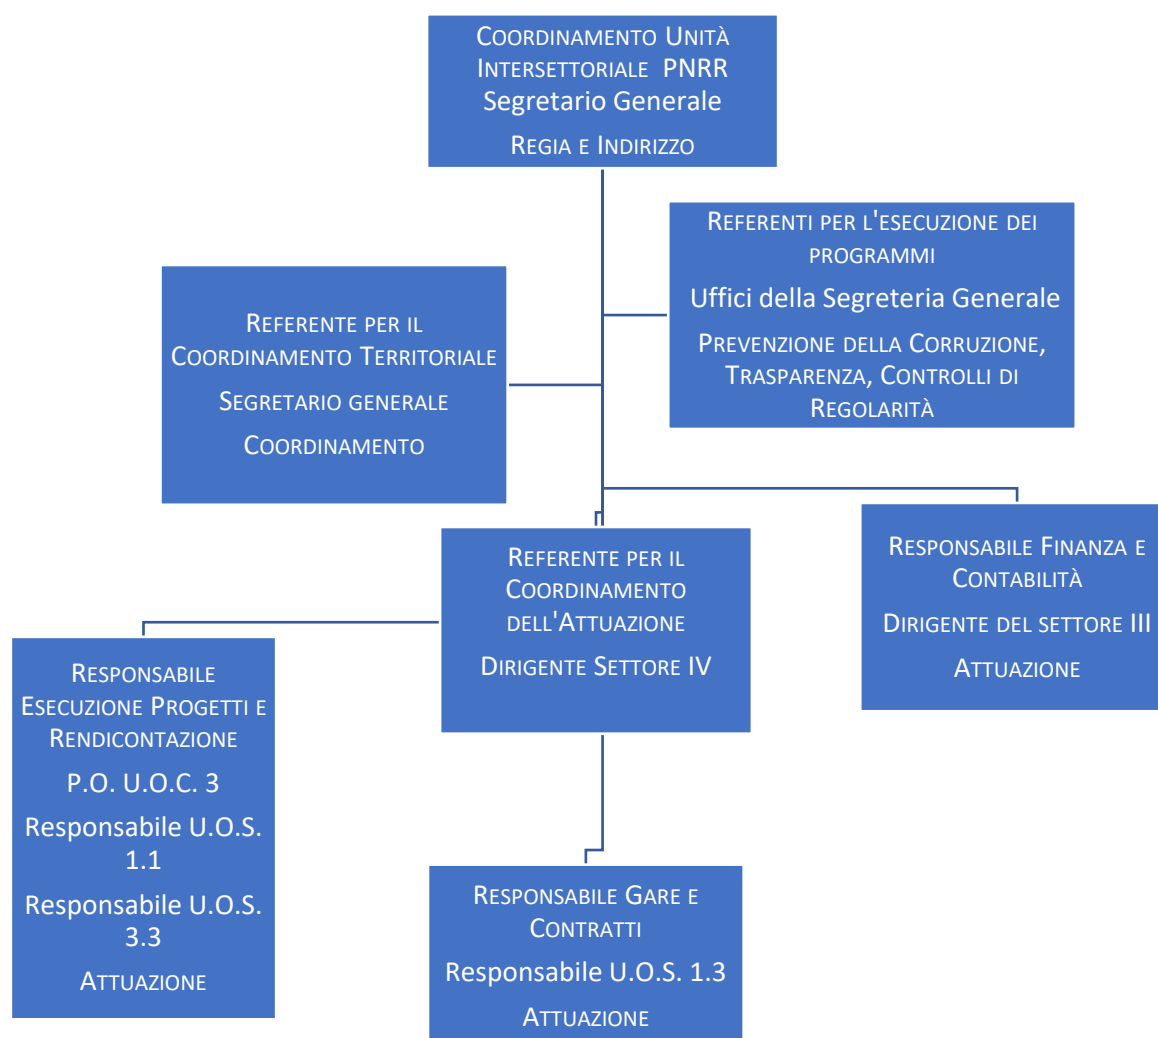 Coordinamento Unità
Intersettoriale PNRR
Segretario Generale
Regia e Indirizzo
Referenti per l'esecuzione dei
programmi
Uffici della Segreteria Generale
Prevenzione della Corruzione,
Trasparenza, Controlli di
Regolarità
Referente per il
Coordinamento Territoriale
Segretario generale
Coordinamento
Referente per il
Coordinamento
dell'Attuazione
Dirigente Settore IV
Responsabile Finanza e
Contabilità
Dirigente del settore III
Attuazione
Responsabile
Esecuzione Progetti e
Rendicontazione
P.O. U.O.C. 3
Responsabile U.O.S.
1.1
Responsabile U.O.S.
3.3
Attuazione
Responsabile Gare e
Contratti
Responsabile U.O.S. 1.3
Attuazione